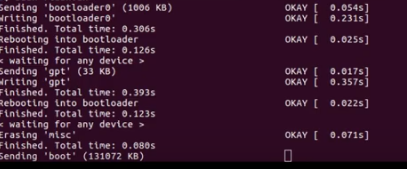 Sending 'bootloader0' (1006 KB) OKAY [ 0.054s]
Writing 'bootloader0' OKAY [ 0.231s]
Finished. Total time: 0.306s
Rebooting into bootloader OKAY [ 0.025s]
Finished. Total time: 0.126s
< waiting for any device >
Sending 'gpt' (33 KB) OKAY [ 0.017s]
Writing 'gpt' OKAY [ 0.357s]
Finished. Total time: 0.393s
Rebooting into bootloader OKAY [ 0.022s]
Finished. Total time: 0.123s
< waiting for any device >
Erasing 'misc' OKAY [ 0.071s]
Finished. Total time: 0.080s
Sending 'boot' (131072 KB)